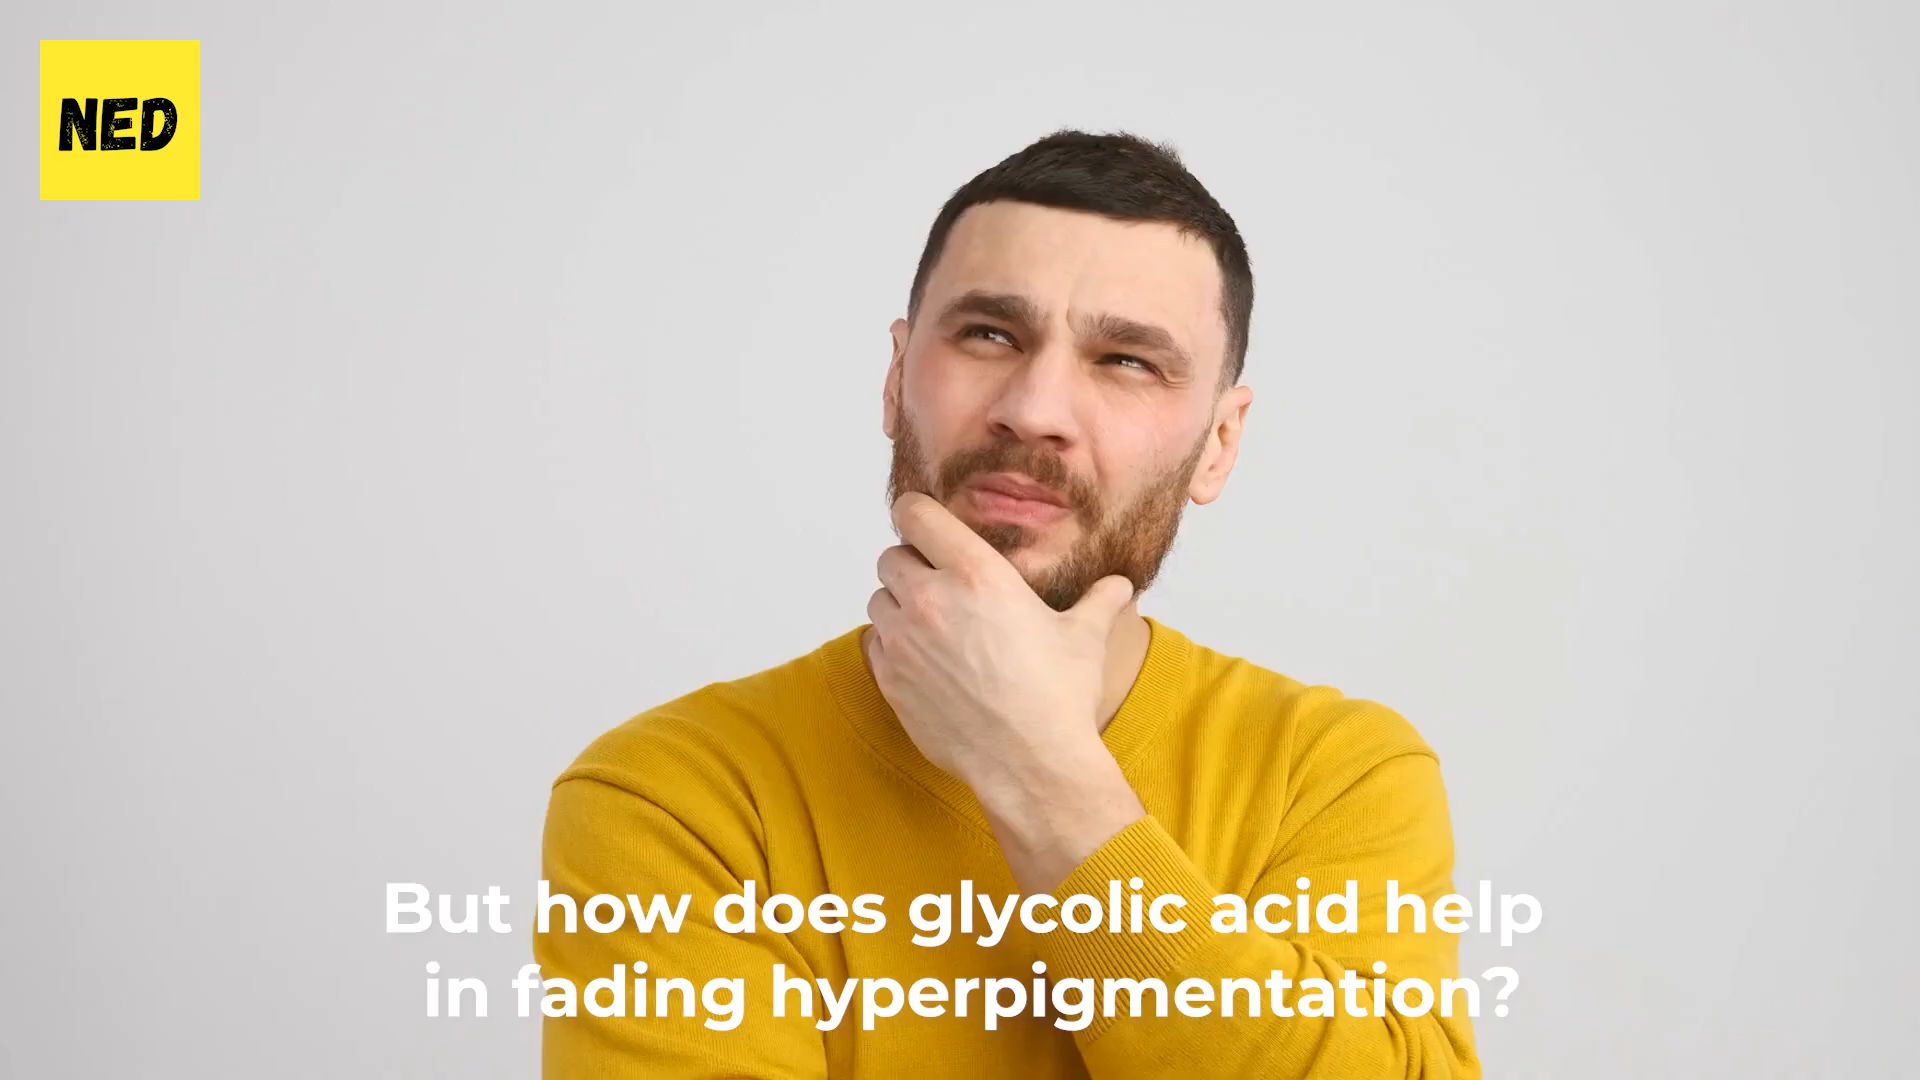 NED
But how does glycolic acid help
in fading hyperpigmentation?